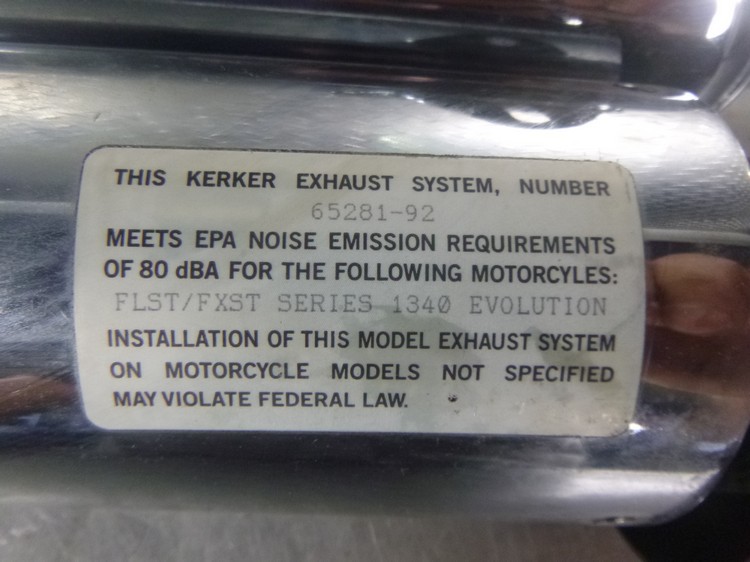 THIS KERKER EXHAUST SYSTEM, NUMBER
65281-92
MEETS EPA NOISE EMISSION REQUIREMENTS
OF 80 dBA FOR THE FOLLOWING MOTORCYLES:
FLST/FXST SERIES 1340 EVOLUTION
INSTALLATION OF THIS MODEL EXHAUST SYSTEM
ON MOTORCYCLE MODELS NOT SPECIFIED
MAY VIOLATE FEDERAL LAW.